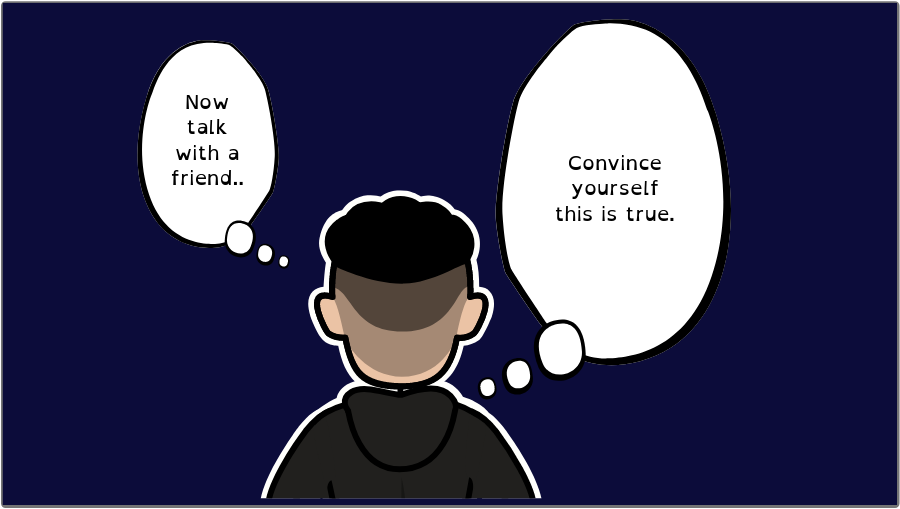 Now
talk
with a
friend..
Convince
yourself
this is true.